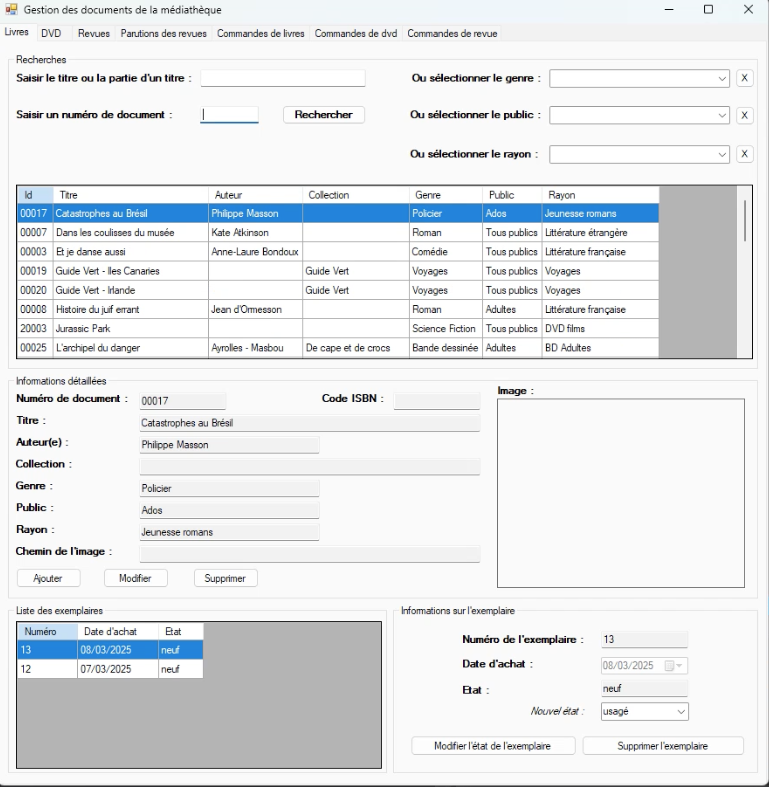 Gestion des documents de la médiathèque
Livres DVD Revues Parutions des revues Commandes de livres Commandes de dvd Commandes de revue
Recherches
Saisir le titre ou la partie d'un titre : Ou sélectionner le genre : X
Saisir un numéro de document : Rechercher Ou sélectionner le public : X
Ou sélectionner le rayon : X
Id Titre Auteur Collection Genre Public Rayon
00017 Catastrophes au Brésil Philippe Masson Policier Ados Jeunesse romans
00007 Dans les coulisses du musée Kate Atkinson Roman Tous publics Littérature étrangère
00003 Et je danse aussi Anne-Laure Bondoux Comédie Tous publics Littérature française
00019 Guide Vert - Iles Canaries Guide Vert Voyages Tous publics Voyages
00020 Guide Vert - Irlande Guide Vert Voyages Tous publics Voyages
00008 Histoire du juif errant Jean d'Ormesson Roman Adultes Littérature française
20003 Jurassic Park Science Fiction Tous publics DVD films
00025 L'archipel du danger Ayrolles - Masbou De cape et de crocs Bande dessinée Adultes BD Adultes
Informations détaillées
Numéro de document : 00017 Code ISBN : Image :
Titre : Catastrophes au Brésil
Auteur(e) : Philippe Masson
Collection :
Genre : Policier
Public : Ados
Rayon : Jeunesse romans
Chemin de l'image :
Ajouter Modifier Supprimer
Liste des exemplaires
Numéro Date d'achat Etat
13 08/03/2025 neuf
12 07/03/2025 neuf
Informations sur l'exemplaire
Numéro de l'exemplaire : 13
Date d'achat : 08/03/2025
Etat : neuf
Nouvel état : usagé
Modifier l'état de l'exemplaire Supprimer l'exemplaire